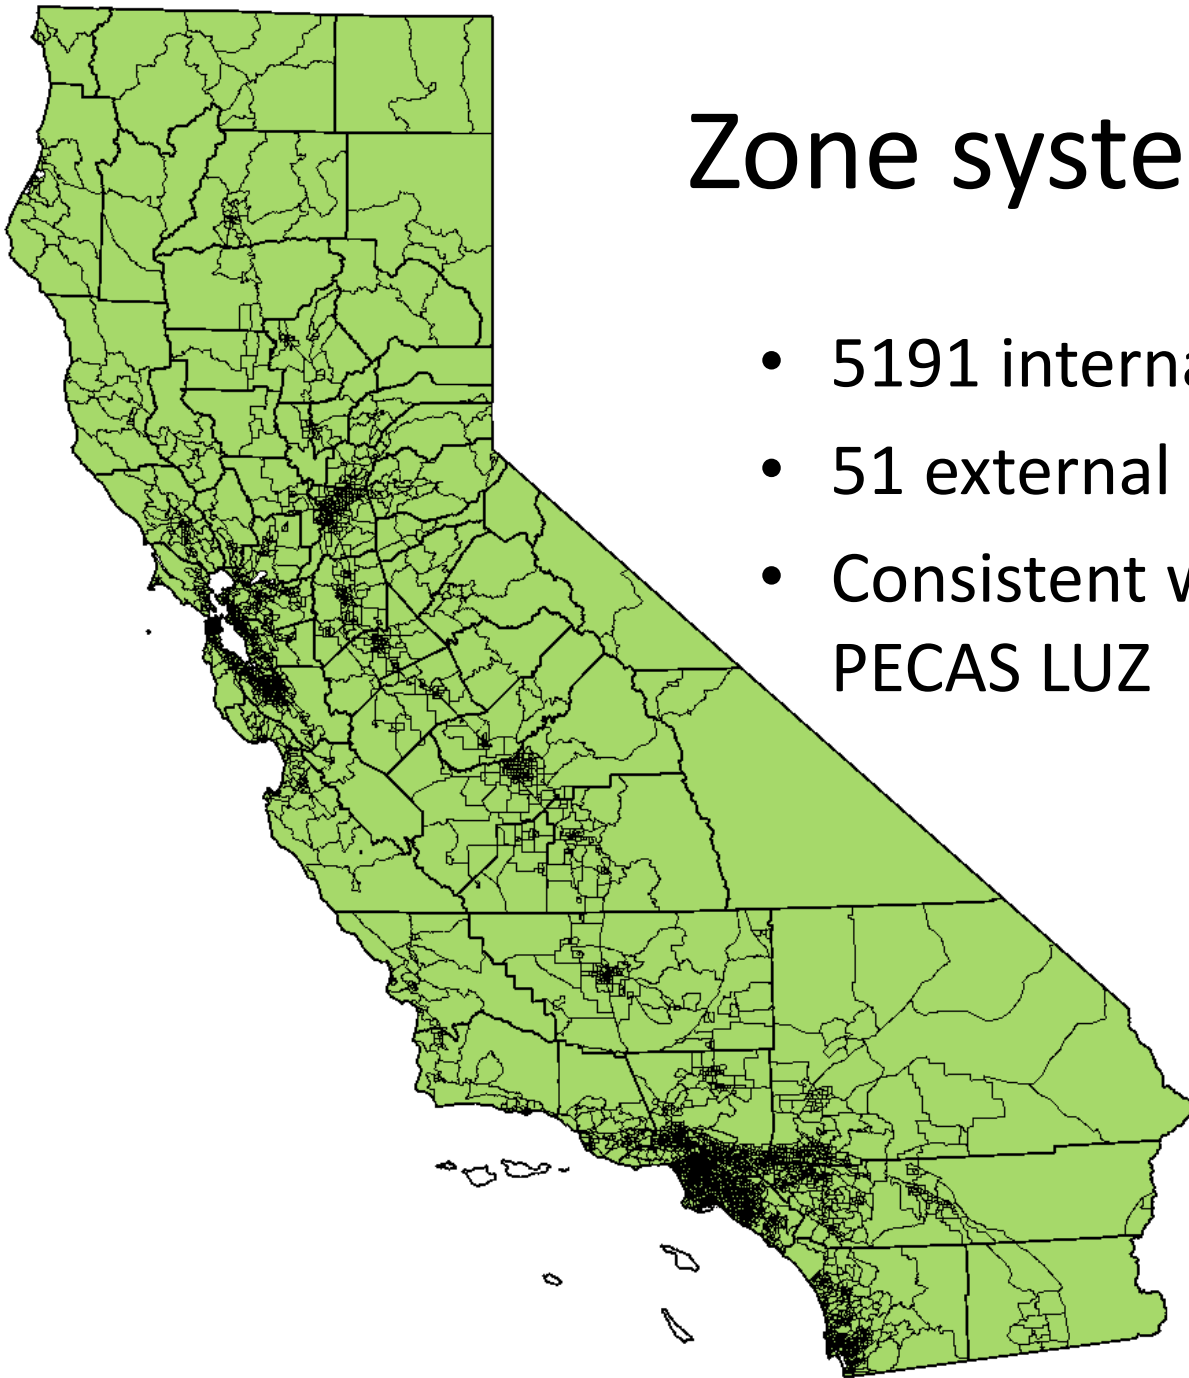 Zone syste
• 5191 interna
• 51 external
• Consistent w
PECAS LUZ